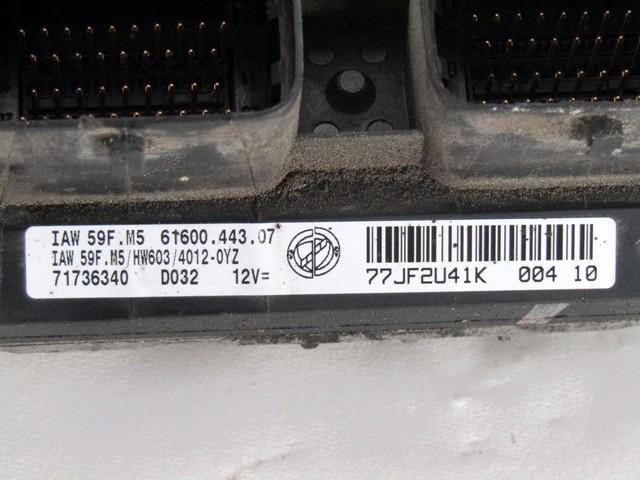 IAW 59F.M5 61600.443.07
IAW 59F.M5/HW603/4012-0YZ
71736340 D032 12V=
77JF2U41K 004 10